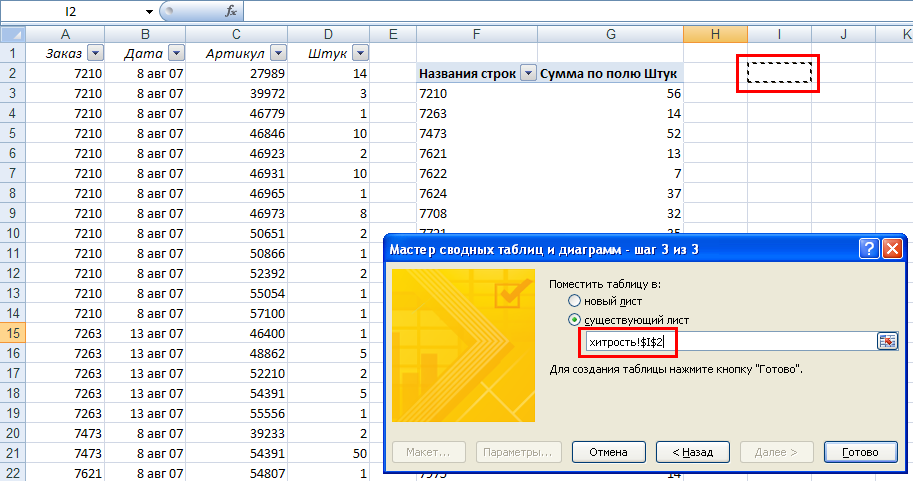 I2
A B C D E F G H I J K
1 Заказ Дата Артикул Штук
2 7210 8 авг 07 27989 14 Названия строк Сумма по полю Штук
3 7210 8 авг 07 39972 3 7210 56
4 7210 8 авг 07 46779 1 7263 14
5 7210 8 авг 07 46846 10 7473 52
6 7210 8 авг 07 46923 2 7621 13
7 7210 8 авг 07 46931 10 7622 7
8 7210 8 авг 07 46965 1 7624 37
9 7210 8 авг 07 46973 8 7708 32
10 7210 8 авг 07 50651 2
11 7210 8 авг 07 50866 1
12 7210 8 авг 07 52392 2
13 7210 8 авг 07 55054 1
14 7210 8 авг 07 57100 1
15 7263 13 авг 07 46400 1
16 7263 13 авг 07 48862 5
17 7263 13 авг 07 52210 2
18 7263 13 авг 07 54391 5
19 7263 13 авг 07 55556 1
20 7473 8 авг 07 39233 2
21 7473 8 авг 07 54391 50
22 7621 8 авг 07 54807 1
Мастер сводных таблиц и диаграмм - шаг 3 из 3
Поместить таблицу в:
новый лист
существующий лист
хитрость!$I$2
Для создания таблицы нажмите кнопку "Готово".
Макет... Параметры... Отмена < Назад Далее > Готово